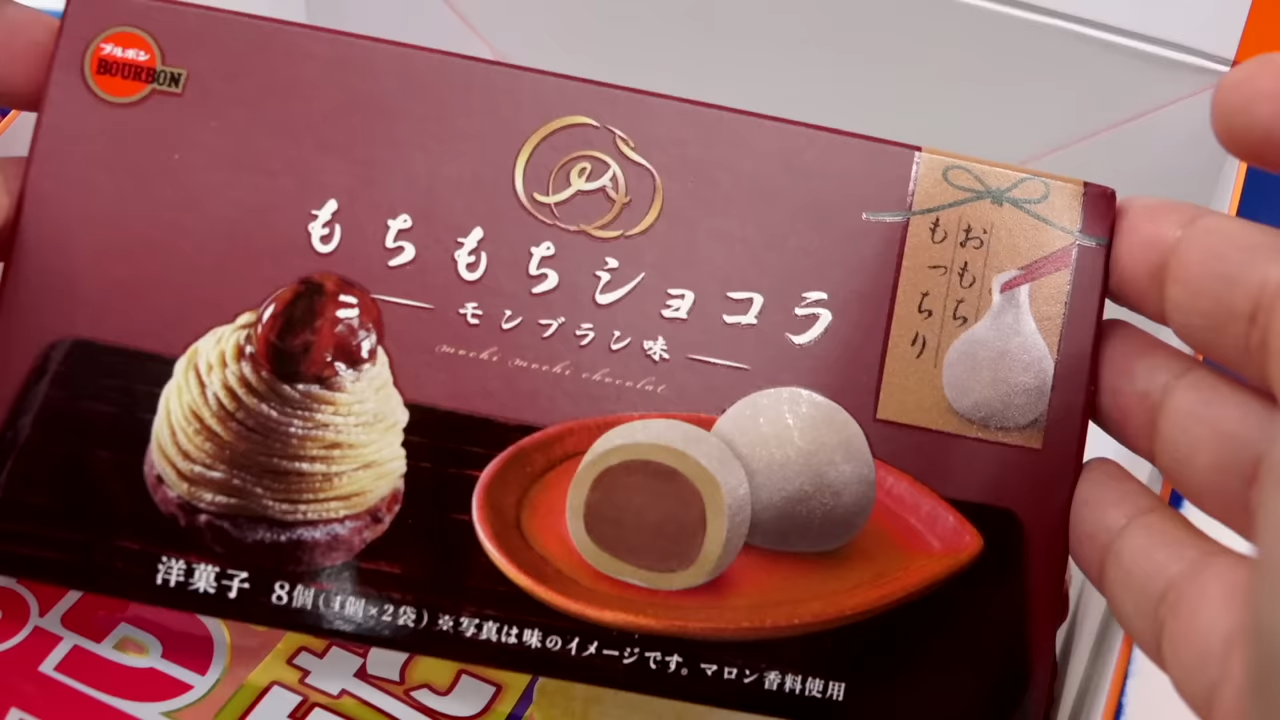 ブルボン
BOURBON
もちもちショコラ
モンブラン味
mochi mochi chocolat
おもち
もっちり
洋菓子 8個(4個×2袋) ※写真は味のイメージです。マロン香料使用